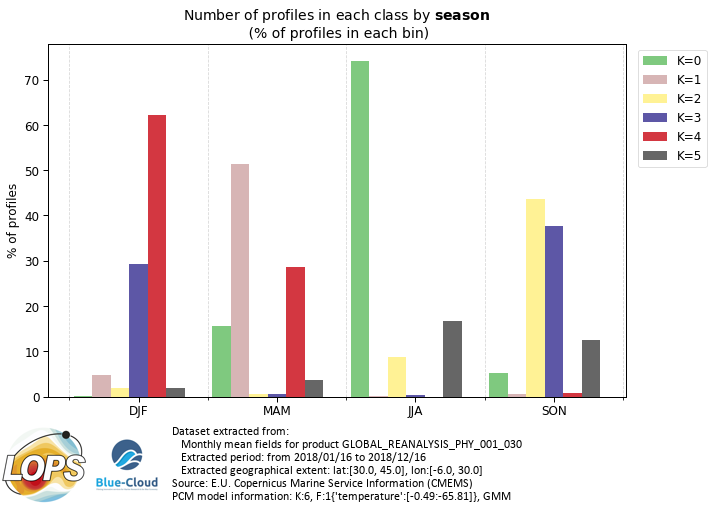 Number of profiles in each class by season
(% of profiles in each bin)
% of profiles
70
60
50
40
30
20
10
0
DJF
MAM
JJA
SON
K=0
K=1
K=2
K=3
K=4
K=5
LOPS
Blue-Cloud
Dataset extracted from:
Monthly mean fields for product GLOBAL_REANALYSIS_PHY_001_030
Extracted period: from 2018/01/16 to 2018/12/16
Extracted geographical extent: lat:[30.0, 45.0], lon:[-6.0, 30.0]
Source: E.U. Copernicus Marine Service Information (CMEMS)
PCM model information: K:6, F:1{'temperature':[-0.49:-65.81]}, GMM